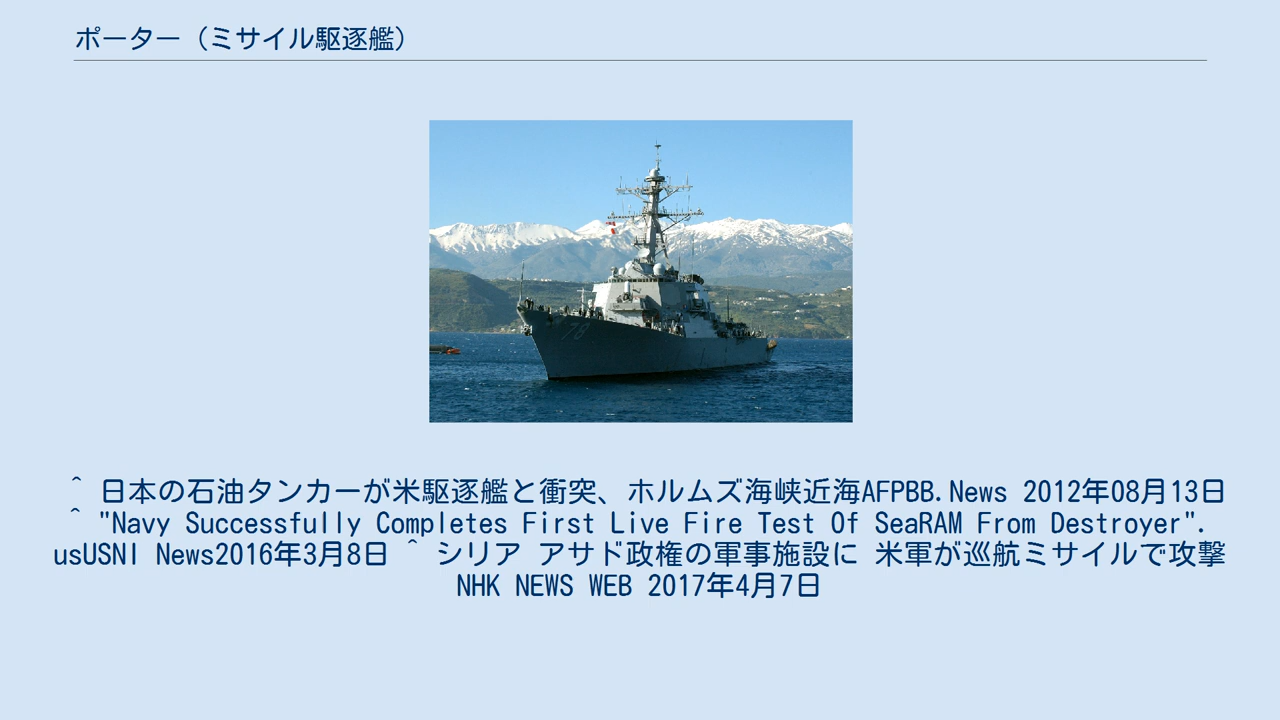 ポーター（ミサイル駆逐艦）
78
^ 日本の石油タンカーが米駆逐艦と衝突、ホルムズ海峡近海AFPBB.News 2012年08月13日
^ "Navy Successfully Completes First Live Fire Test Of SeaRAM From Destroyer".
usUSNI News2016年3月8日 ^ シリア アサド政権の軍事施設に 米軍が巡航ミサイルで攻撃
NHK NEWS WEB 2017年4月7日